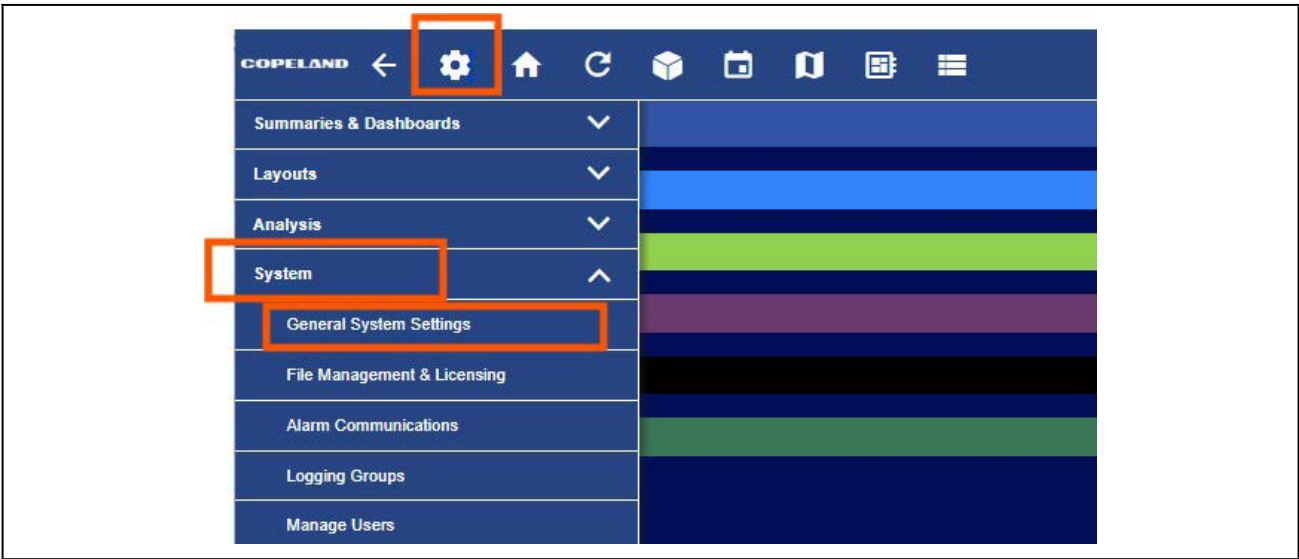 COPELAND
Summaries & Dashboards
Layouts
Analysis
System
General System Settings
File Management & Licensing
Alarm Communications
Logging Groups
Manage Users